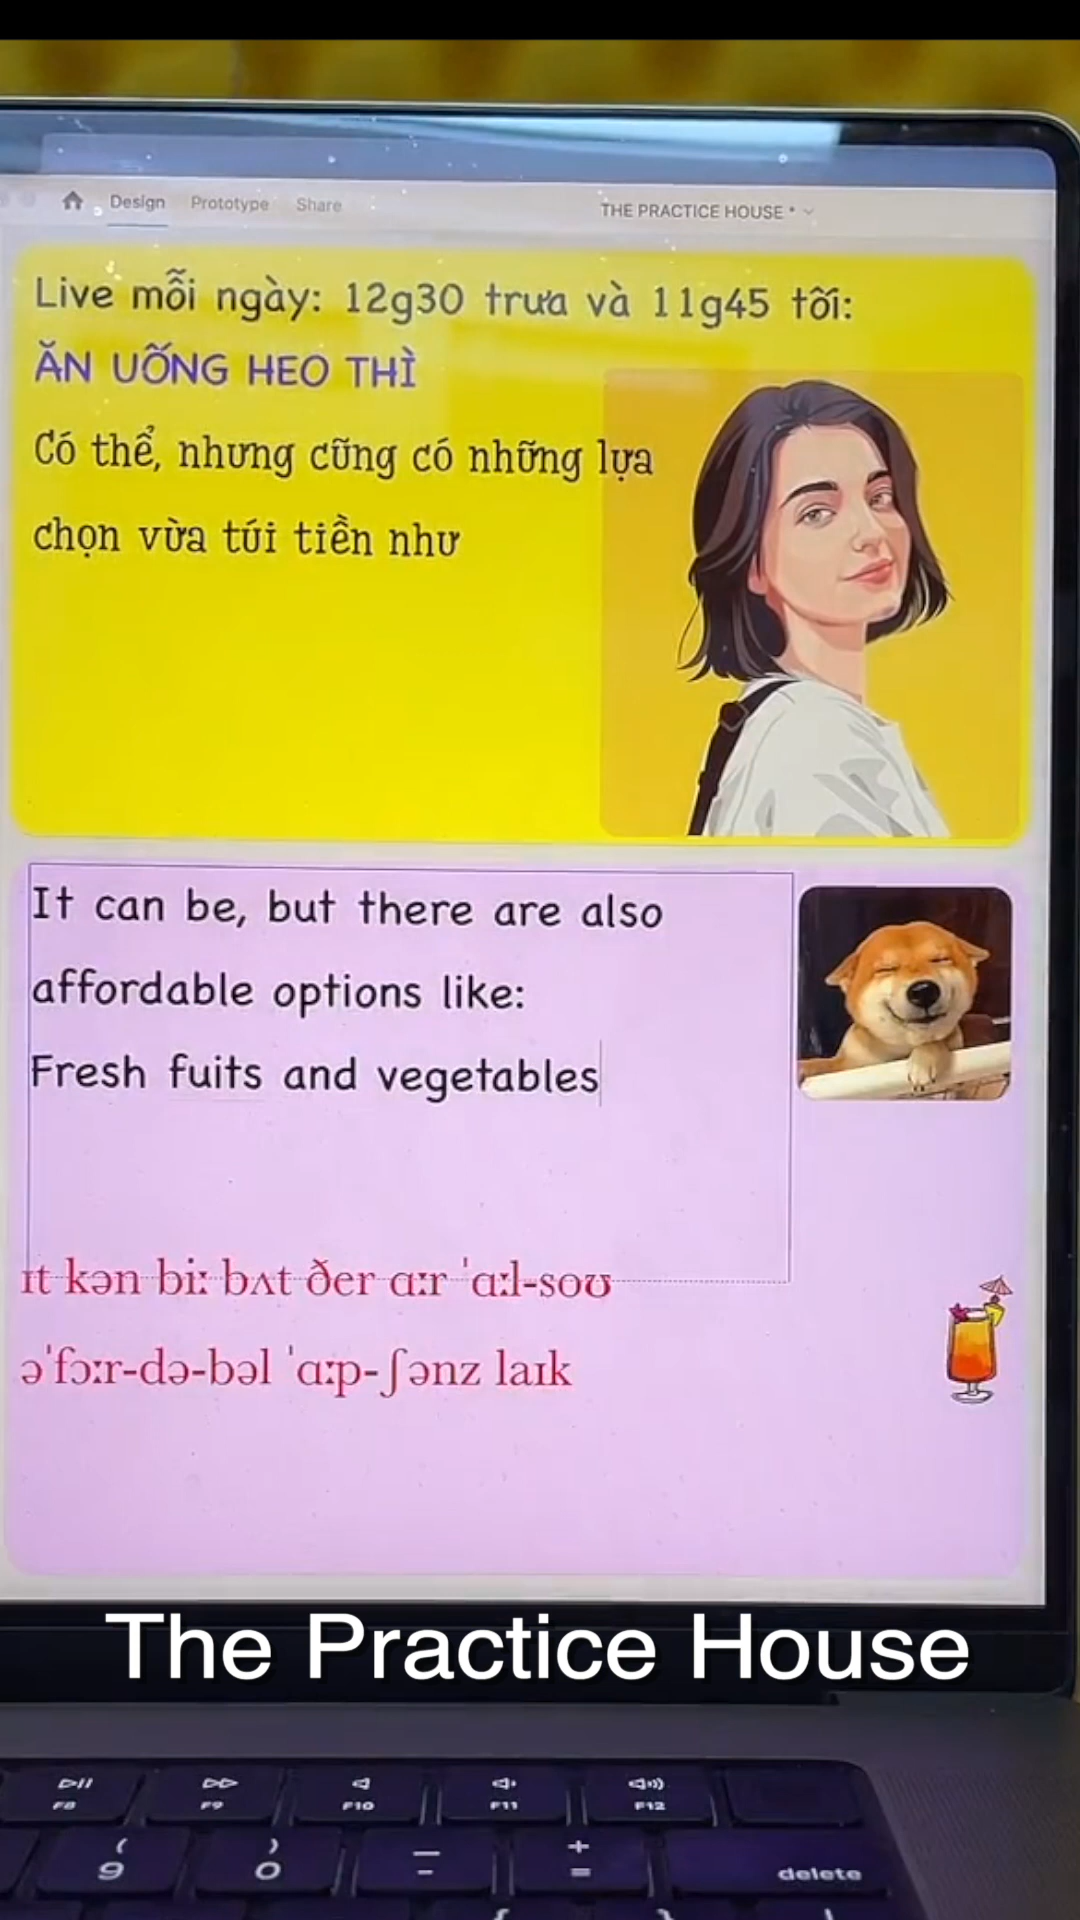 Design Prototype Share
THE PRACTICE HOUSE *
Live mỗi ngày: 12g30 trưa và 11g45 tối:
ĂN UỐNG HEO THÌ
Có thể, nhưng cũng có những lựa
chọn vừa túi tiền như
It can be, but there are also
affordable options like:
Fresh fuits and vegetables
ɪt kən biː bʌt ðer ɑːr ˈɑːl-soʊ
əˈfɔːr-də-bəl ˈɑːp-ʃənz laɪk
The Practice House
F8 F9 F10 F11 F12
( ) — +
9 0 - =
delete